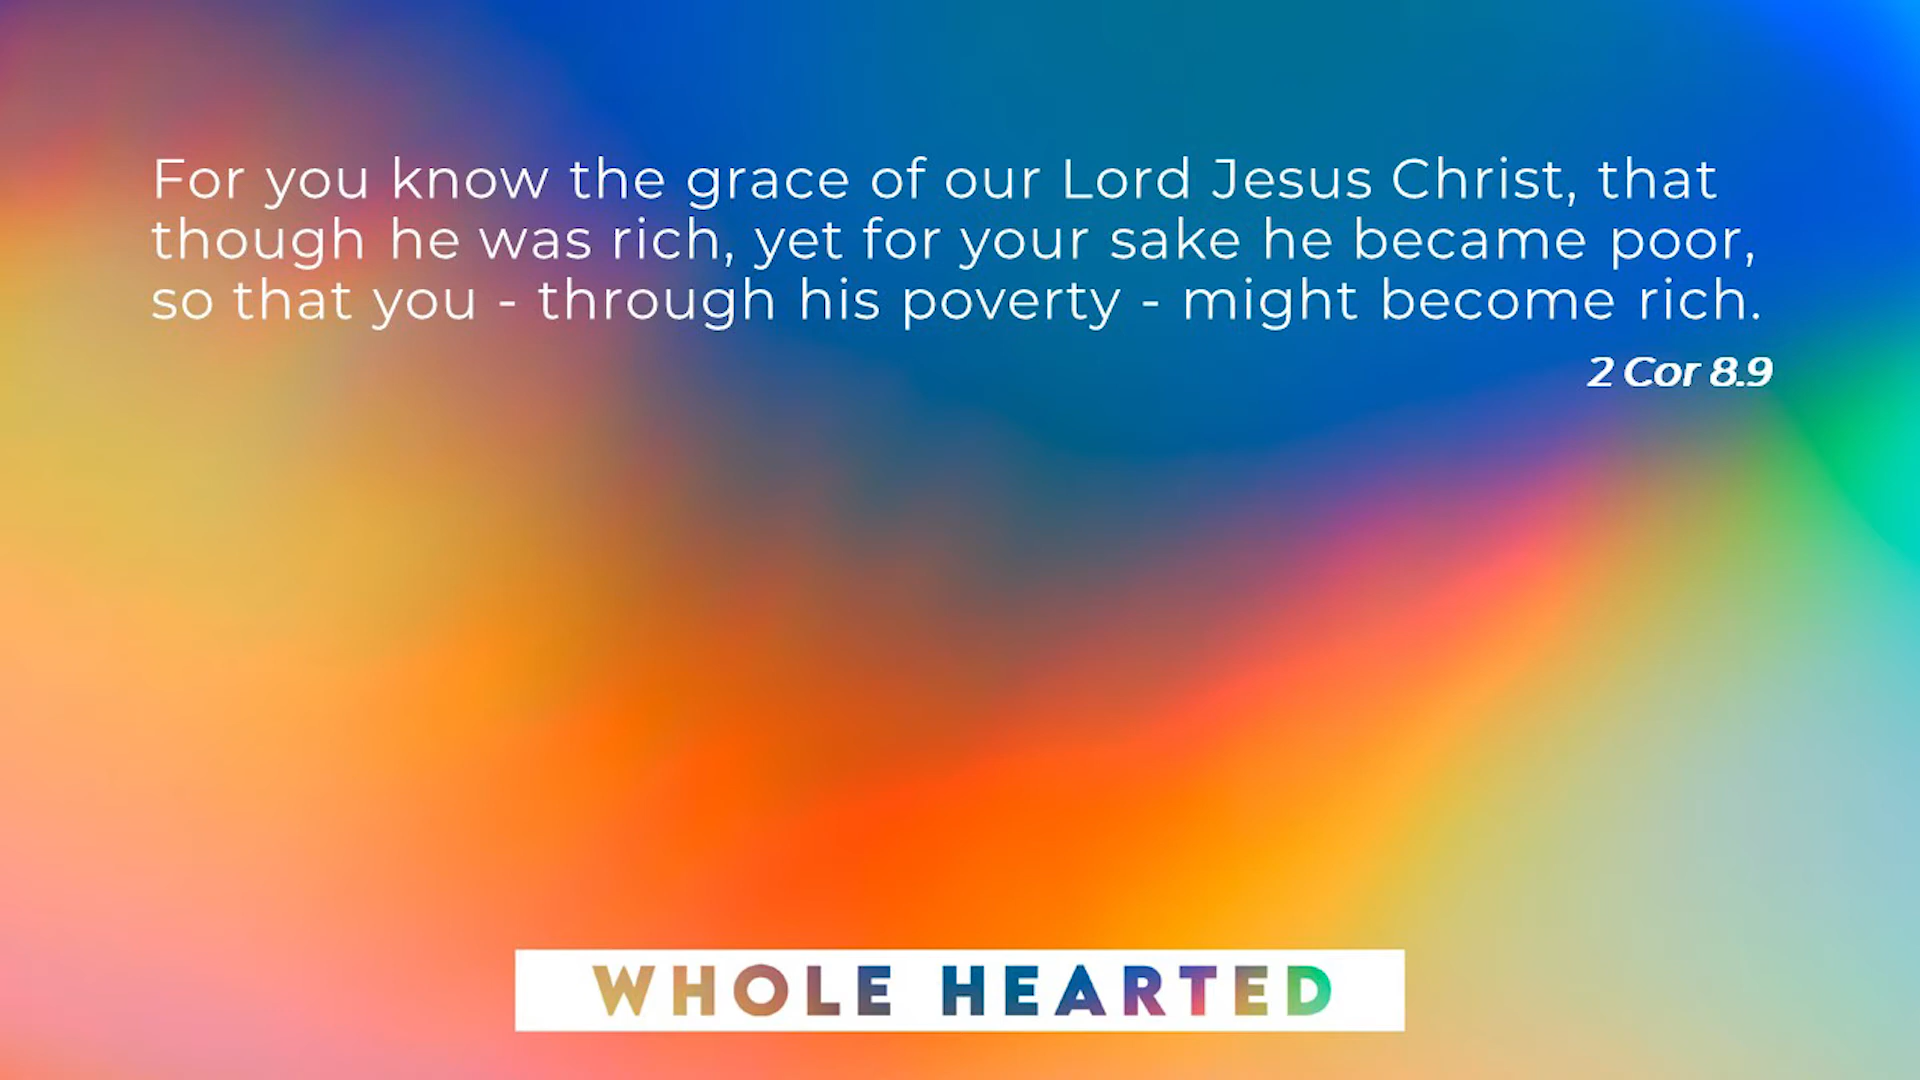 For you know the grace of our Lord Jesus Christ, that
though he was rich, yet for your sake he became poor,
so that you - through his poverty - might become rich.
2 Cor 8.9
WHOLE HEARTED